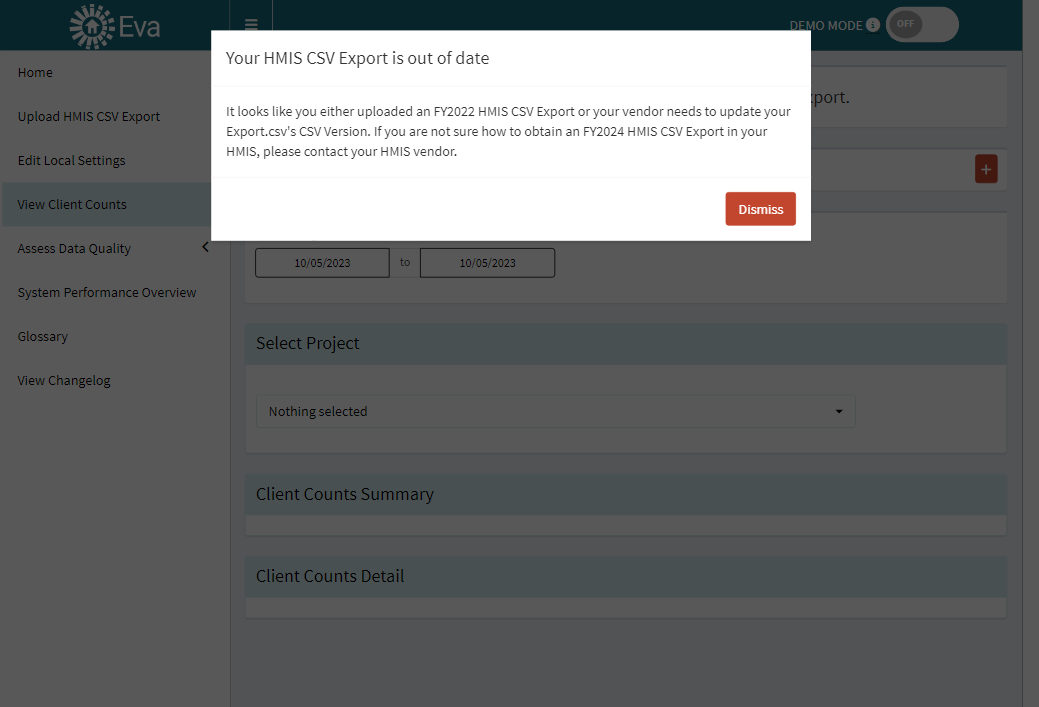 Eva
DEMO MODE
OFF
Your HMIS CSV Export is out of date
It looks like you either uploaded an FY2022 HMIS CSV Export or your vendor needs to update your
Export.csv's CSV Version. If you are not sure how to obtain an FY2024 HMIS CSV Export in your
HMIS, please contact your HMIS vendor.
Dismiss
Home
Upload HMIS CSV Export
Edit Local Settings
View Client Counts
Assess Data Quality
System Performance Overview
Glossary
View Changelog
10/05/2023 to 10/05/2023
Select Project
Nothing selected
Client Counts Summary
Client Counts Detail